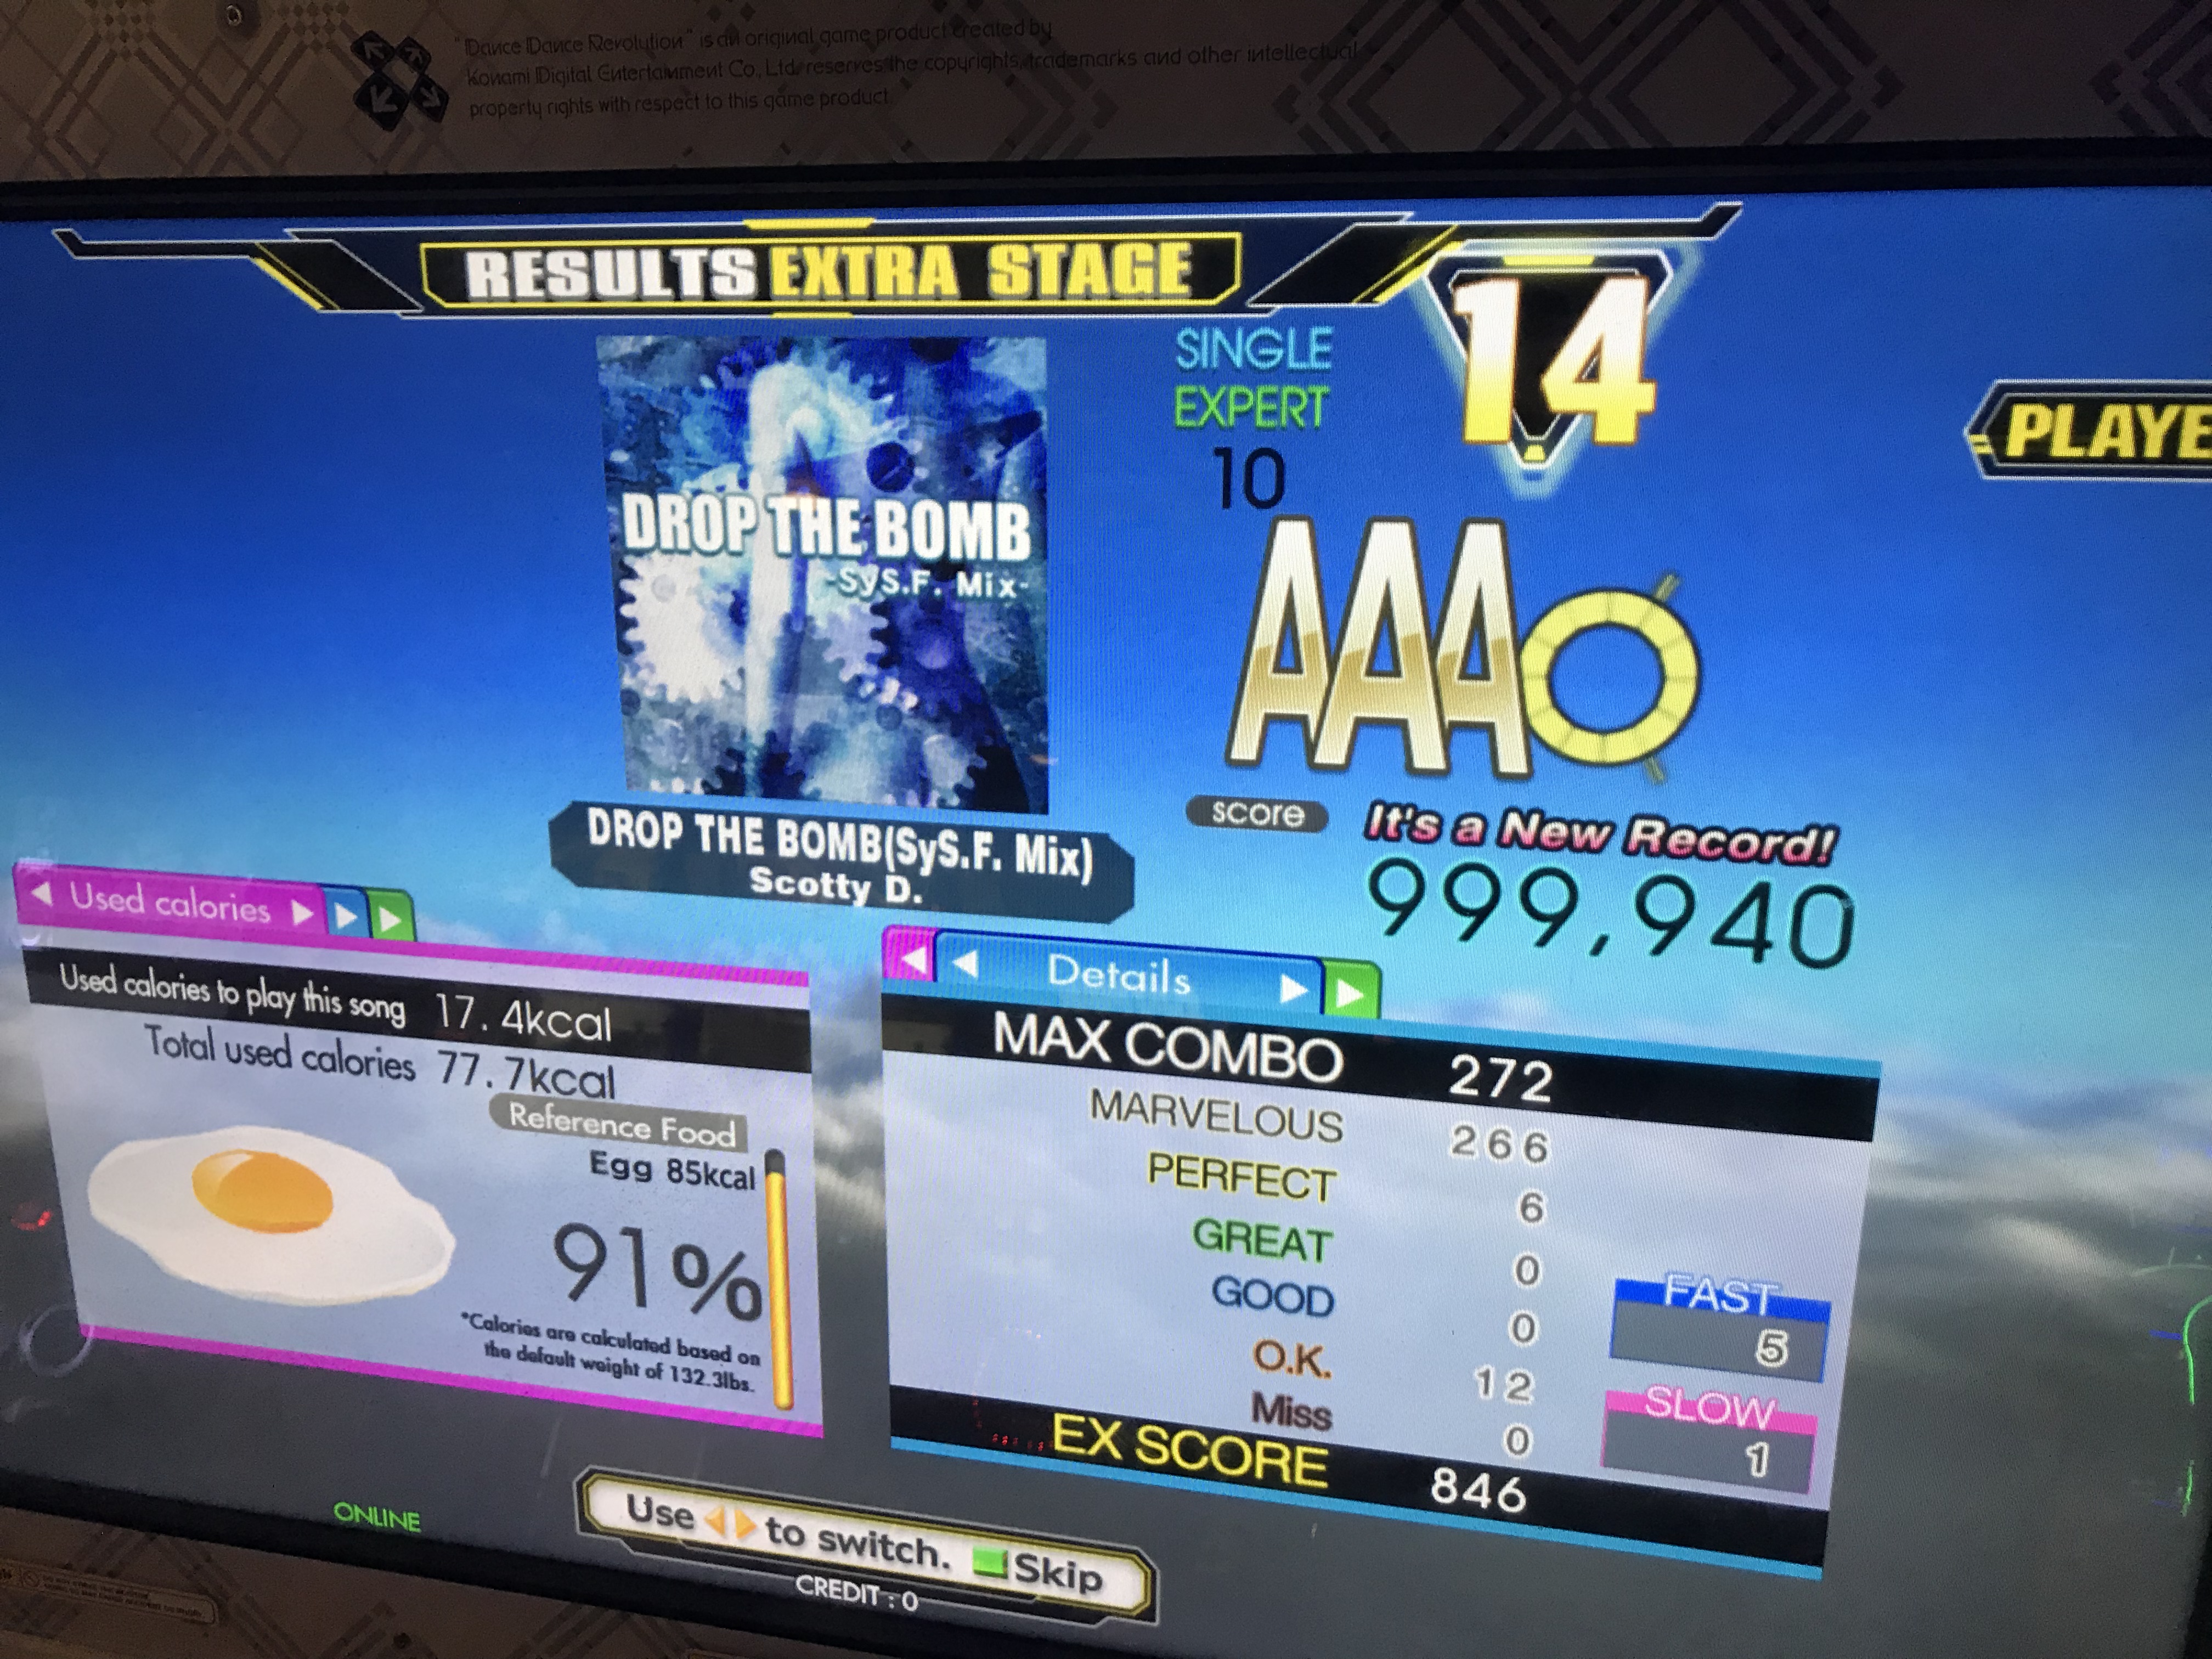 "Dance Dance Revolution" is an original game product created by
Konami Digital Entertainment Co., Ltd. reserves the copyrights, trademarks and other intellectual
property rights with respect to this game product.
RESULTS EXTRA STAGE
14
SINGLE
EXPERT
10
PLAYE
DROP THE BOMB
-SyS.F. Mix-
AAA
DROP THE BOMB(SyS.F. Mix)
Scotty D.
score
It's a New Record!
999,940
Used calories
Used calories to play this song 17.4kcal
Total used calories 77.7kcal
Reference Food
Egg 85kcal
91%
*Calories are calculated based on
the default weight of 132.3lbs.
Details
MAX COMBO 272
MARVELOUS 266
PERFECT 6
GREAT 0
GOOD 0
O.K. 12
Miss 0
EX SCORE 846
FAST
5
SLOW
1
ONLINE
Use to switch. Skip
CREDIT : 0